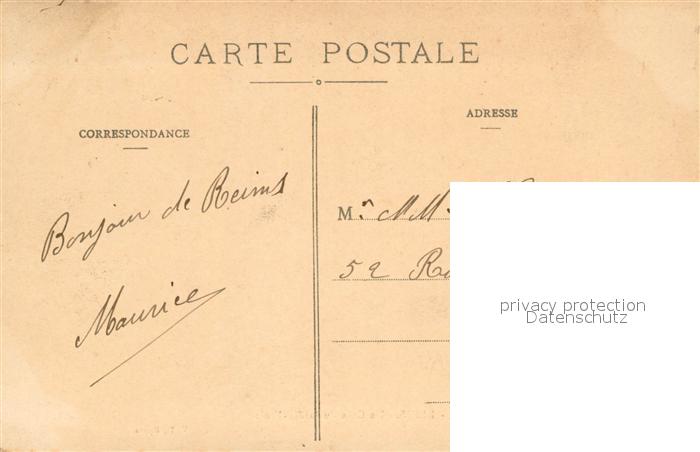 CARTE POSTALE
CORRESPONDANCE
ADRESSE
Bonjour de Reims
Maurice
M
52
privacy protection
Datenschutz